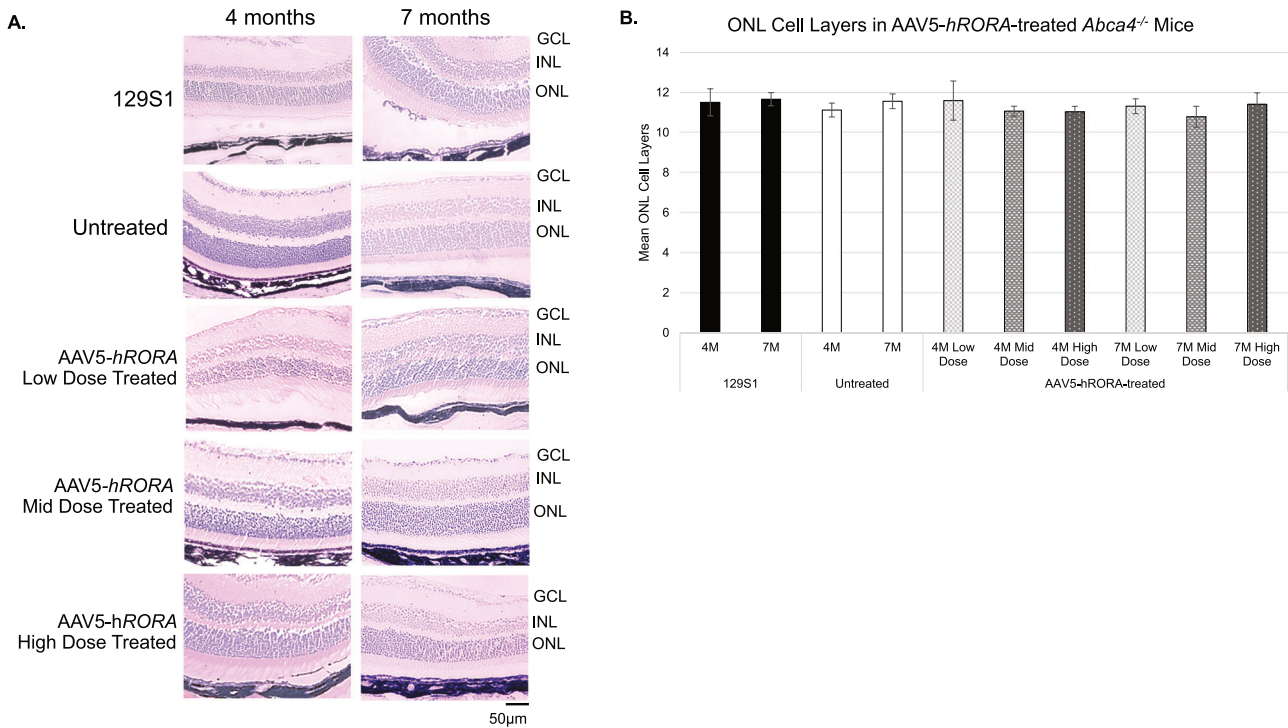 A.
4 months
7 months
129S1
GCL
INL
ONL
Untreated
GCL
INL
ONL
AAV5-hRORA
Low Dose Treated
GCL
INL
ONL
AAV5-hRORA
Mid Dose Treated
GCL
INL
ONL
AAV5-hRORA
High Dose Treated
GCL
INL
ONL
50µm
B.
ONL Cell Layers in AAV5-hRORA-treated Abca4-/- Mice
Mean ONL Cell Layers
14
12
10
8
6
4
2
0
4M
7M
4M
7M
4M Low
Dose
4M Mid
Dose
4M High
Dose
7M Low
Dose
7M Mid
Dose
7M High
Dose
129S1
Untreated
AAV5-hRORA-treated